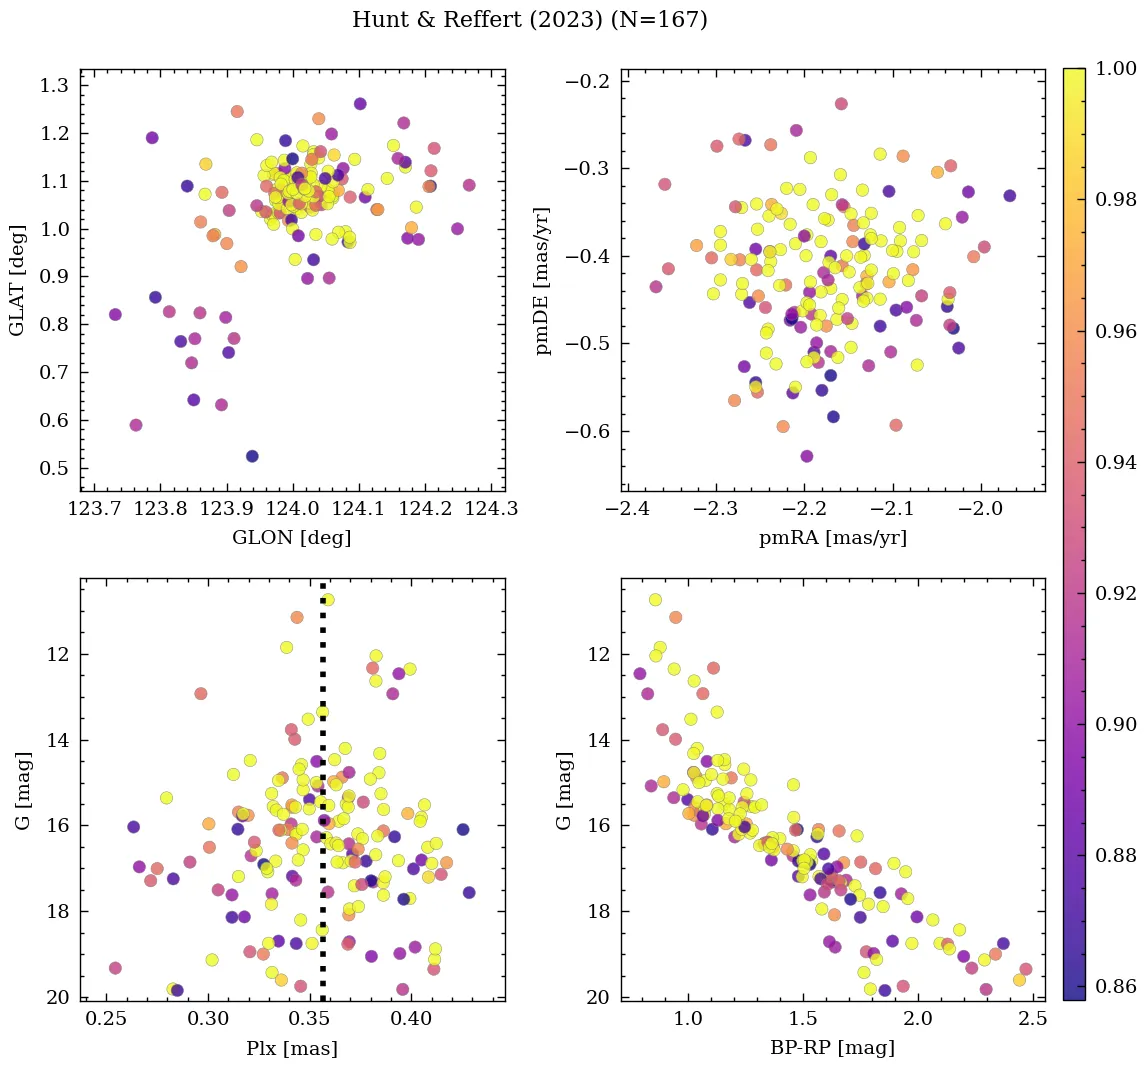 Hunt & Reffert (2023) (N=167)
1.3
1.2
1.1
1.0
0.9
0.8
0.7
0.6
0.5
GLAT [deg]
123.7 123.8 123.9 124.0 124.1 124.2 124.3
GLON [deg]
−0.2
−0.3
−0.4
−0.5
−0.6
pmDE [mas/yr]
−2.4 −2.3 −2.2 −2.1 −2.0
pmRA [mas/yr]
12
14
16
18
20
G [mag]
0.25 0.30 0.35 0.40
Plx [mas]
12
14
16
18
20
G [mag]
1.0 1.5 2.0 2.5
BP-RP [mag]
1.00
0.98
0.96
0.94
0.92
0.90
0.88
0.86